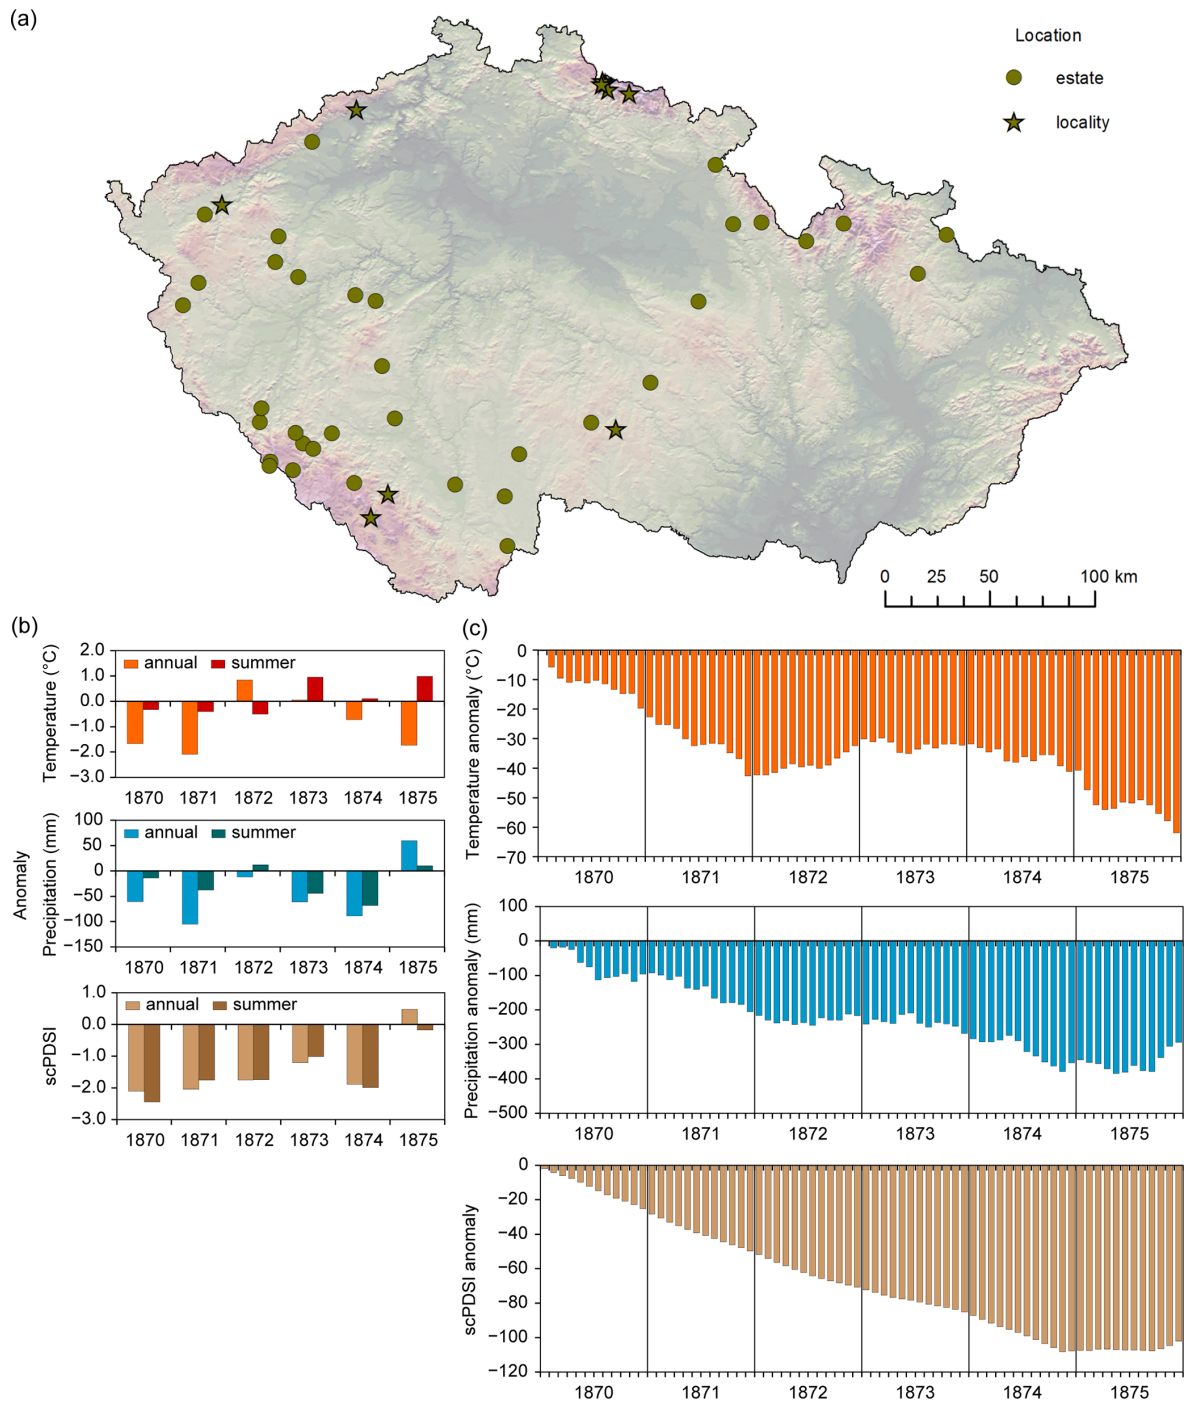 (a)
Location
estate
locality
0 25 50 100 km
(b)
Anomaly
Temperature (°C)
2.0
1.0
0.0
−1.0
−2.0
−3.0
annual summer
1870 1871 1872 1873 1874 1875
Precipitation (mm)
100
50
0
−50
−100
−150
annual summer
1870 1871 1872 1873 1874 1875
scPDSI
1.0
0.0
−1.0
−2.0
−3.0
annual summer
1870 1871 1872 1873 1874 1875
(c)
Temperature anomaly (°C)
0
−10
−20
−30
−40
−50
−60
−70
1870 1871 1872 1873 1874 1875
Precipitation anomaly (mm)
100
0
−100
−200
−300
−400
−500
1870 1871 1872 1873 1874 1875
scPDSI anomaly
0
−20
−40
−60
−80
−100
−120
1870 1871 1872 1873 1874 1875